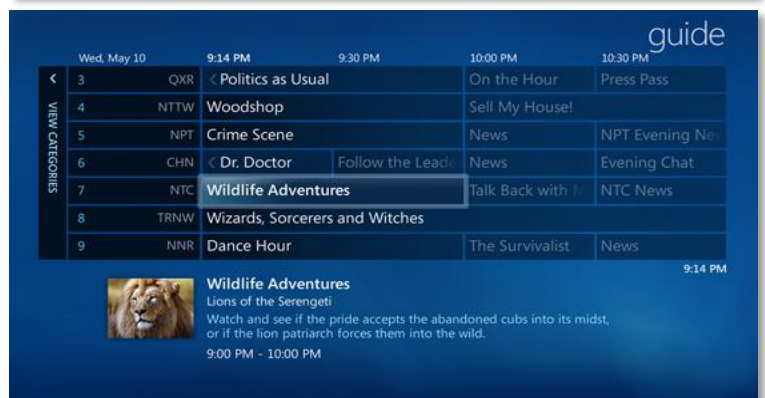 guide
Wed, May 10 9:14 PM 9:30 PM 10:00 PM 10:30 PM
VIEW CATEGORIES
3 QXR Politics as Usual On the Hour Press Pass
4 NTTW Woodshop Sell My House!
5 NPT Crime Scene News NPT Evening Ne
6 CHN Dr. Doctor Follow the Leade News Evening Chat
7 NTC Wildlife Adventures Talk Back with M NTC News
8 TRNW Wizards, Sorcerers and Witches
9 NNR Dance Hour The Survivalist News
9:14 PM
Wildlife Adventures
Lions of the Serengeti
Watch and see if the pride accepts the abandoned cubs into its midst,
or if the lion patriarch forces them into the wild.
9:00 PM - 10:00 PM